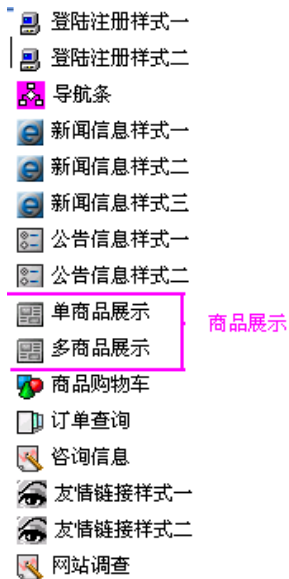 登陆注册样式一
登陆注册样式二
导航条
新闻信息样式一
新闻信息样式二
新闻信息样式三
公告信息样式一
公告信息样式二
单商品展示
多商品展示
商品展示
商品购物车
订单查询
咨询信息
友情链接样式一
友情链接样式二
网站调查